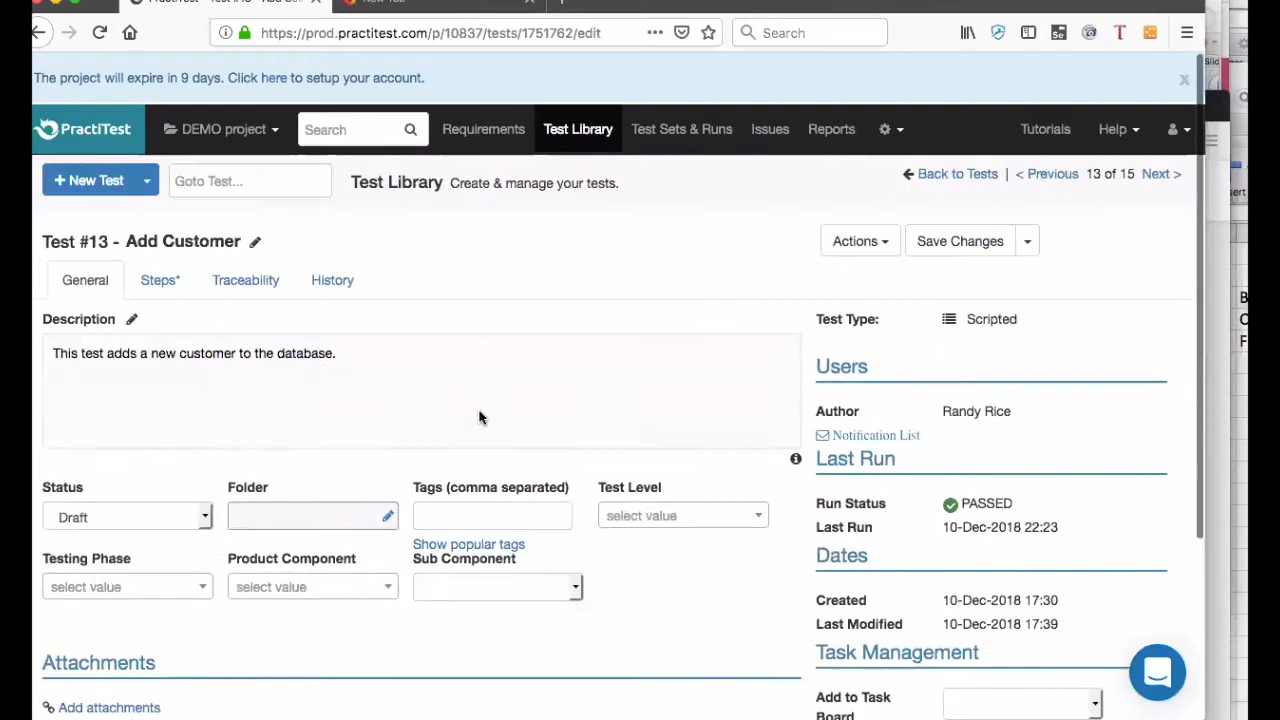 https://prod.practitest.com/p/10837/tests/1751762/edit
Search
The project will expire in 9 days. Click here to setup your account.
x
PractiTest
DEMO project
Search
Requirements
Test Library
Test Sets & Runs
Issues
Reports
Tutorials
Help
+ New Test
Goto Test...
Test Library Create & manage your tests.
Back to Tests | < Previous 13 of 15 Next >
Test #13 - Add Customer
Actions
Save Changes
General
Steps*
Traceability
History
Description
This test adds a new customer to the database.
Status
Folder
Tags (comma separated)
Test Level
Draft
select value
Show popular tags
Testing Phase
Product Component
Sub Component
select value
select value
Attachments
Add attachments
Test Type:
Scripted
Users
Author
Randy Rice
Notification List
Last Run
Run Status
PASSED
Last Run
10-Dec-2018 22:23
Dates
Created
10-Dec-2018 17:30
Last Modified
10-Dec-2018 17:39
Task Management
Add to Task
Board